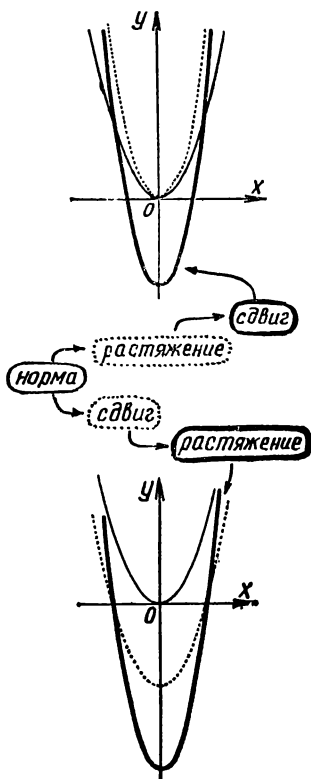 y
x
0
сдвиг
растяжение
норма
сдвиг
растяжение
y
x
0